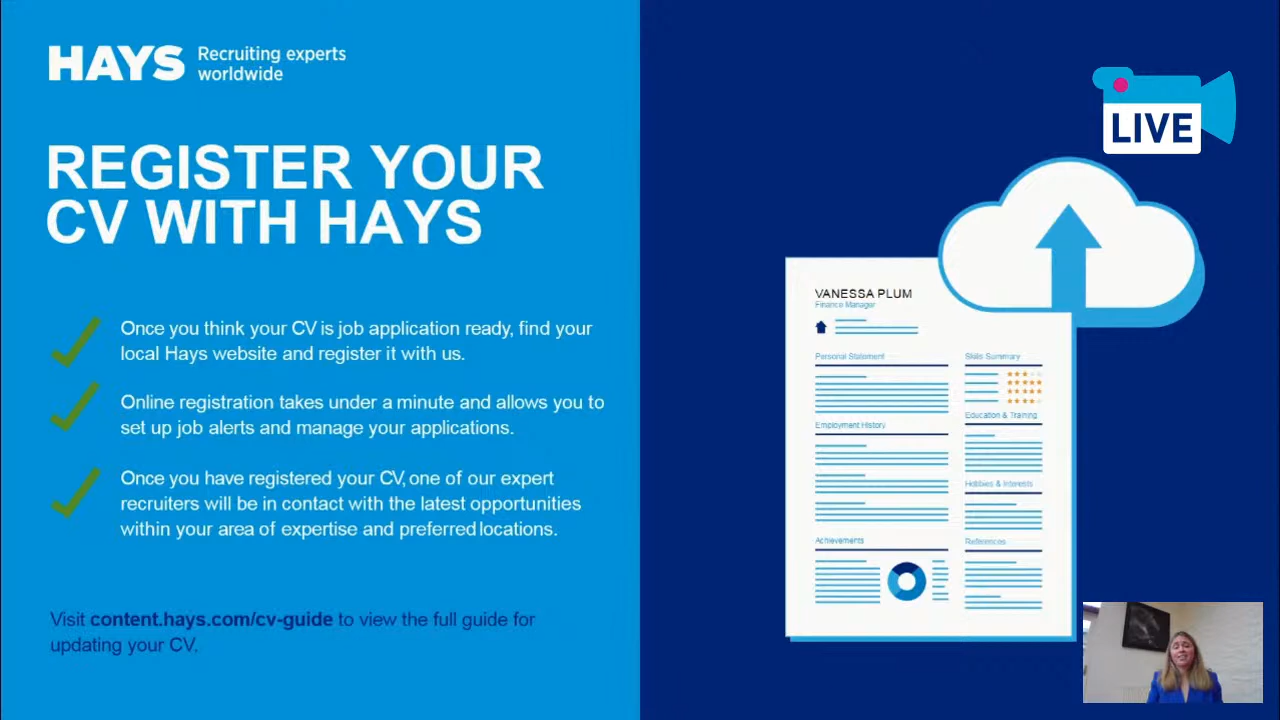 HAYS Recruiting experts
worldwide
LIVE
REGISTER YOUR
CV WITH HAYS
Once you think your CV is job application ready, find your
local Hays website and register it with us.
Online registration takes under a minute and allows you to
set up job alerts and manage your applications.
Once you have registered your CV, one of our expert
recruiters will be in contact with the latest opportunities
within your area of expertise and preferred locations.
Visit content.hays.com/cv-guide to view the full guide for
updating your CV.
VANESSA PLUM
Finance Manager
Personal Statement
Employment History
Achievements
Skills Summary
Education & Training
Hobbies & Interests
References